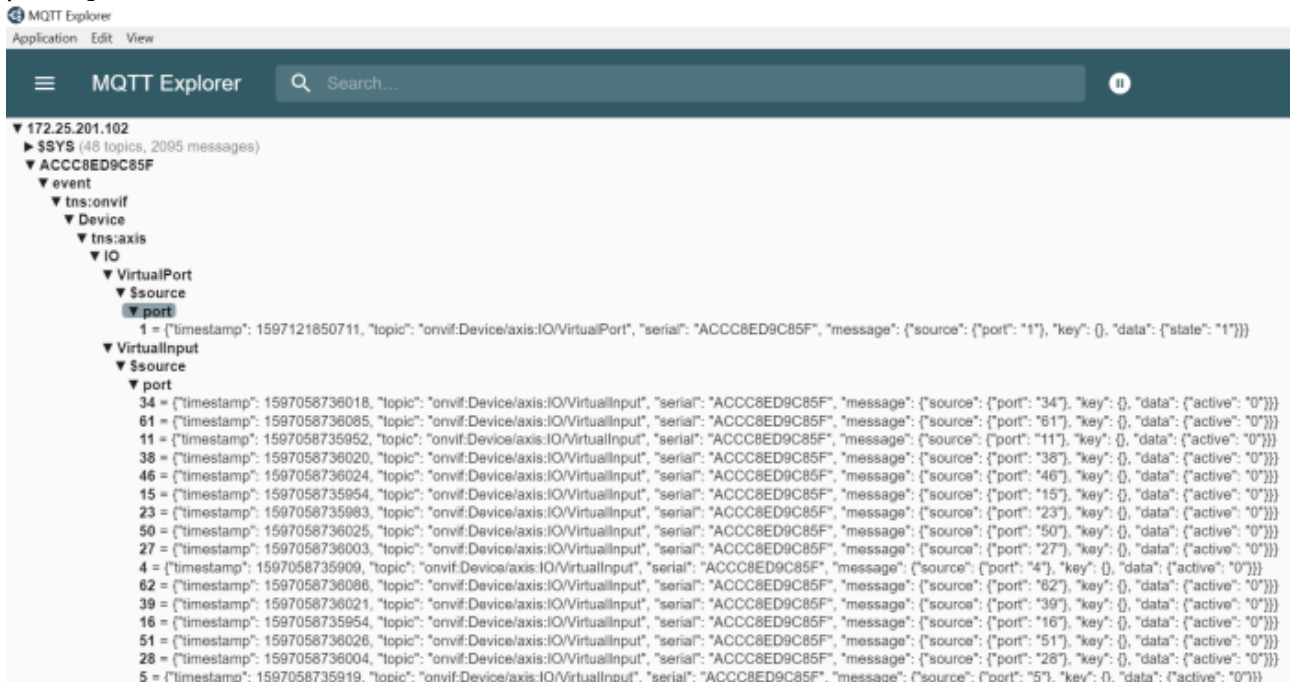 MQTT Explorer
Application Edit View
MQTT Explorer Search...
▼ 172.25.201.102
▶ $SYS (48 topics, 2095 messages)
▼ ACCC8ED9C85F
▼ event
▼ tns:onvif
▼ Device
▼ tns:axis
▼ IO
▼ VirtualPort
▼ $source
▼ port
1 = {"timestamp": 1597121850711, "topic": "onvif:Device/axis:IO/VirtualPort", "serial": "ACCC8ED9C85F", "message": {"source": {"port": "1"}, "key": {}, "data": {"state": "1"}}}
▼ VirtualInput
▼ $source
▼ port
34 = {"timestamp": 1597058736018, "topic": "onvif:Device/axis:IO/VirtualInput", "serial": "ACCC8ED9C85F", "message": {"source": {"port": "34"}, "key": {}, "data": {"active": "0"}}}
61 = {"timestamp": 1597058736085, "topic": "onvif:Device/axis:IO/VirtualInput", "serial": "ACCC8ED9C85F", "message": {"source": {"port": "61"}, "key": {}, "data": {"active": "0"}}}
11 = {"timestamp": 1597058735952, "topic": "onvif:Device/axis:IO/VirtualInput", "serial": "ACCC8ED9C85F", "message": {"source": {"port": "11"}, "key": {}, "data": {"active": "0"}}}
38 = {"timestamp": 1597058736020, "topic": "onvif:Device/axis:IO/VirtualInput", "serial": "ACCC8ED9C85F", "message": {"source": {"port": "38"}, "key": {}, "data": {"active": "0"}}}
46 = {"timestamp": 1597058736024, "topic": "onvif:Device/axis:IO/VirtualInput", "serial": "ACCC8ED9C85F", "message": {"source": {"port": "46"}, "key": {}, "data": {"active": "0"}}}
15 = {"timestamp": 1597058735954, "topic": "onvif:Device/axis:IO/VirtualInput", "serial": "ACCC8ED9C85F", "message": {"source": {"port": "15"}, "key": {}, "data": {"active": "0"}}}
23 = {"timestamp": 1597058735983, "topic": "onvif:Device/axis:IO/VirtualInput", "serial": "ACCC8ED9C85F", "message": {"source": {"port": "23"}, "key": {}, "data": {"active": "0"}}}
50 = {"timestamp": 1597058736025, "topic": "onvif:Device/axis:IO/VirtualInput", "serial": "ACCC8ED9C85F", "message": {"source": {"port": "50"}, "key": {}, "data": {"active": "0"}}}
27 = {"timestamp": 1597058736003, "topic": "onvif:Device/axis:IO/VirtualInput", "serial": "ACCC8ED9C85F", "message": {"source": {"port": "27"}, "key": {}, "data": {"active": "0"}}}
4 = {"timestamp": 1597058735909, "topic": "onvif:Device/axis:IO/VirtualInput", "serial": "ACCC8ED9C85F", "message": {"source": {"port": "4"}, "key": {}, "data": {"active": "0"}}}
62 = {"timestamp": 1597058736086, "topic": "onvif:Device/axis:IO/VirtualInput", "serial": "ACCC8ED9C85F", "message": {"source": {"port": "62"}, "key": {}, "data": {"active": "0"}}}
39 = {"timestamp": 1597058736021, "topic": "onvif:Device/axis:IO/VirtualInput", "serial": "ACCC8ED9C85F", "message": {"source": {"port": "39"}, "key": {}, "data": {"active": "0"}}}
16 = {"timestamp": 1597058735954, "topic": "onvif:Device/axis:IO/VirtualInput", "serial": "ACCC8ED9C85F", "message": {"source": {"port": "16"}, "key": {}, "data": {"active": "0"}}}
51 = {"timestamp": 1597058736026, "topic": "onvif:Device/axis:IO/VirtualInput", "serial": "ACCC8ED9C85F", "message": {"source": {"port": "51"}, "key": {}, "data": {"active": "0"}}}
28 = {"timestamp": 1597058736004, "topic": "onvif:Device/axis:IO/VirtualInput", "serial": "ACCC8ED9C85F", "message": {"source": {"port": "28"}, "key": {}, "data": {"active": "0"}}}
5 = {"timestamp": 1597058735919, "topic": "onvif:Device/axis:IO/VirtualInput", "serial": "ACCC8ED9C85F", "message": {"source": {"port": "5"}, "key": {}, "data": {"active": "0"}}}